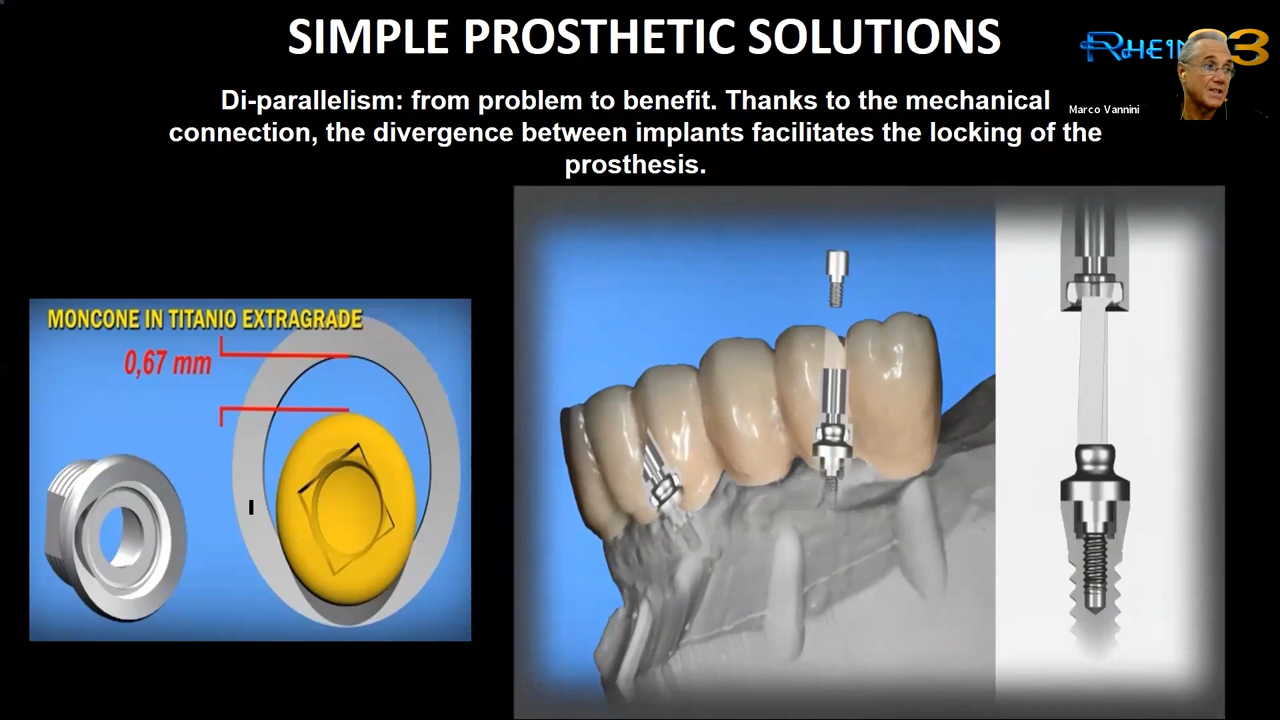 SIMPLE PROSTHETIC SOLUTIONS
Di-parallelism: from problem to benefit. Thanks to the mechanical
connection, the divergence between implants facilitates the locking of the
prosthesis.
Marco Vannini
MONCONE IN TITANIO EXTRAGRADE
0,67 mm